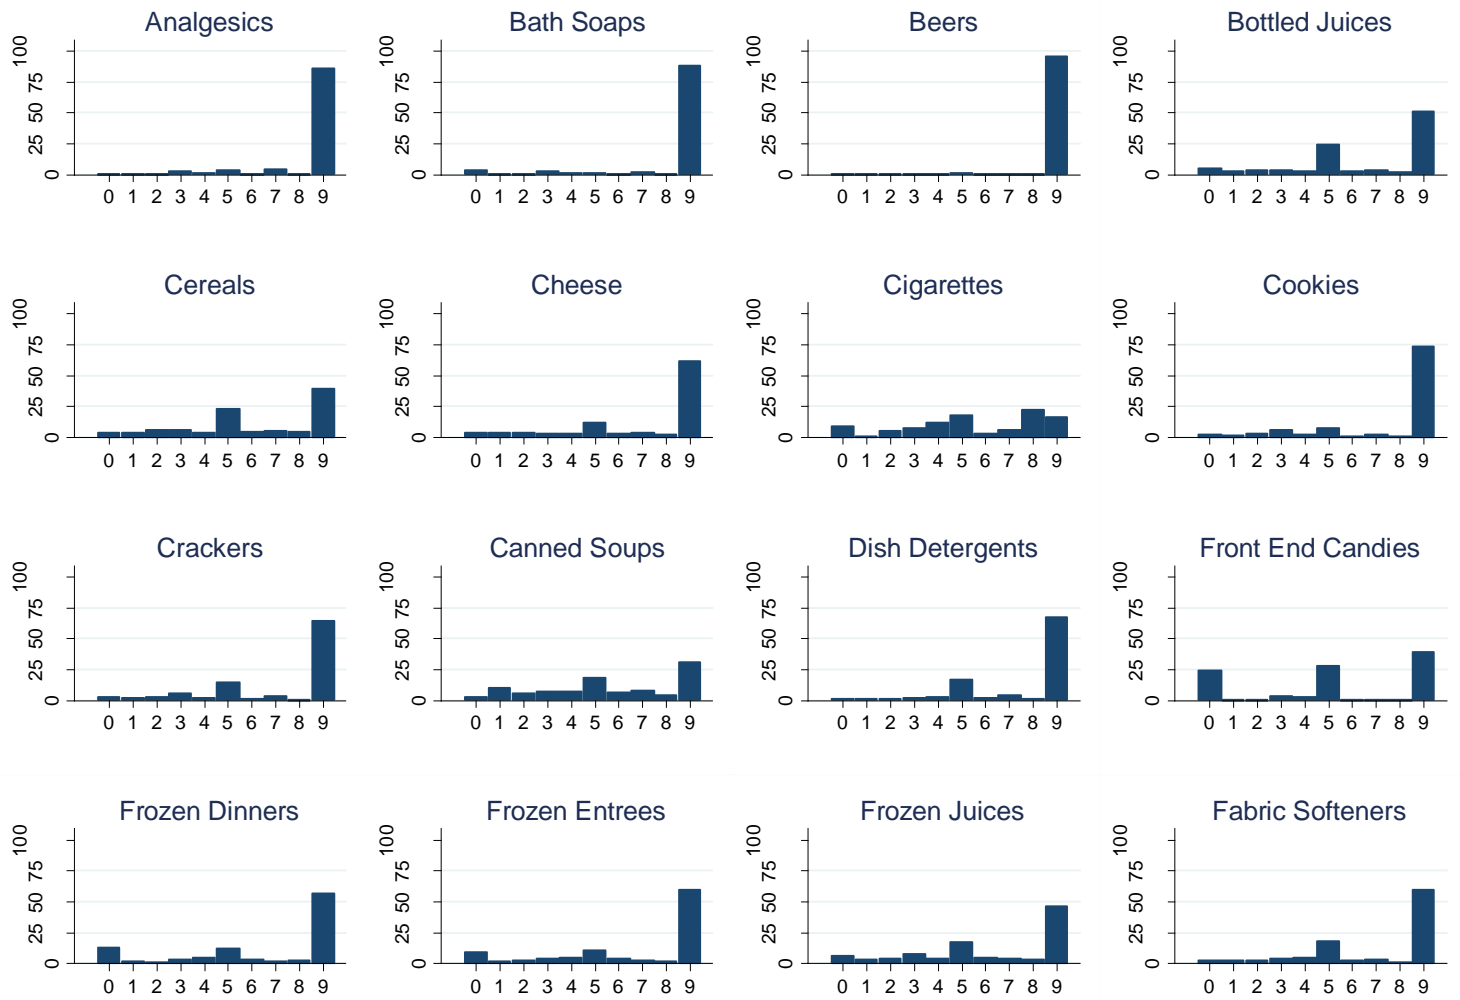 Analgesics Bath Soaps Beers Bottled Juices
100 100 100 100
75 75 75 75
50 50 50 50
25 25 25 25
0 0 0 0
0 1 2 3 4 5 6 7 8 9 0 1 2 3 4 5 6 7 8 9 0 1 2 3 4 5 6 7 8 9 0 1 2 3 4 5 6 7 8 9
Cereals Cheese Cigarettes Cookies
100 100 100 100
75 75 75 75
50 50 50 50
25 25 25 25
0 0 0 0
0 1 2 3 4 5 6 7 8 9 0 1 2 3 4 5 6 7 8 9 0 1 2 3 4 5 6 7 8 9 0 1 2 3 4 5 6 7 8 9
Crackers Canned Soups Dish Detergents Front End Candies
100 100 100 100
75 75 75 75
50 50 50 50
25 25 25 25
0 0 0 0
0 1 2 3 4 5 6 7 8 9 0 1 2 3 4 5 6 7 8 9 0 1 2 3 4 5 6 7 8 9 0 1 2 3 4 5 6 7 8 9
Frozen Dinners Frozen Entrees Frozen Juices Fabric Softeners
100 100 100 100
75 75 75 75
50 50 50 50
25 25 25 25
0 0 0 0
0 1 2 3 4 5 6 7 8 9 0 1 2 3 4 5 6 7 8 9 0 1 2 3 4 5 6 7 8 9 0 1 2 3 4 5 6 7 8 9